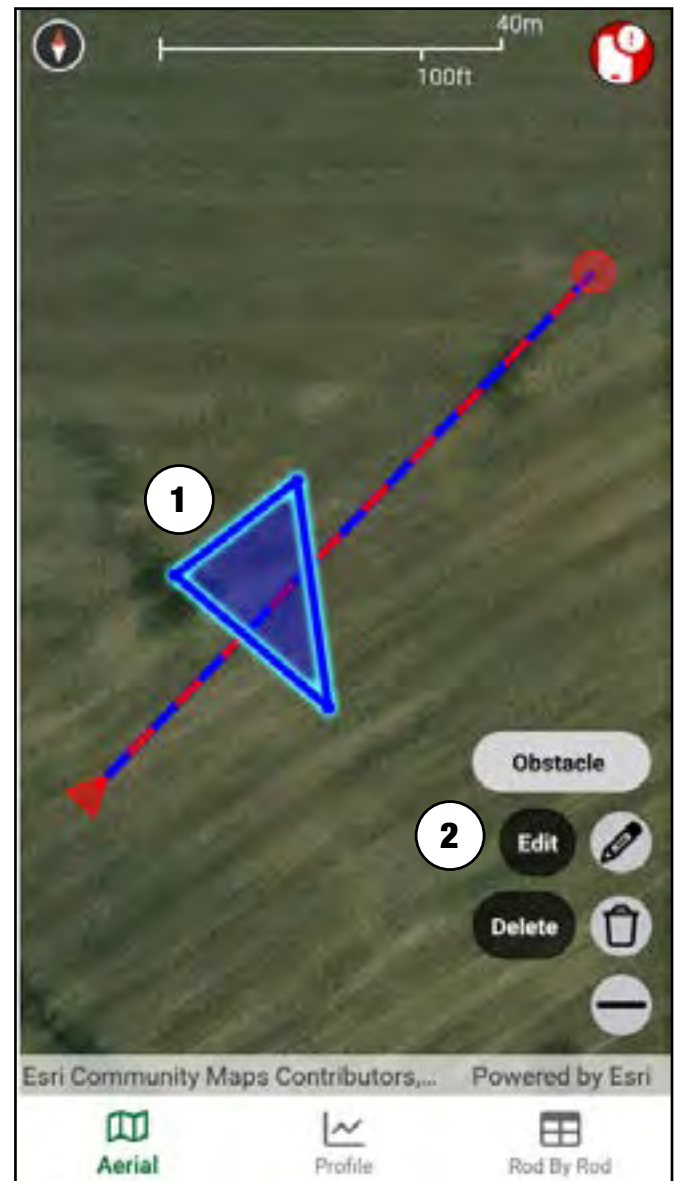 40m
100ft
1
Obstacle
2 Edit
Delete
Esri Community Maps Contributors,... Powered by Esri
Aerial Profile Rod By Rod